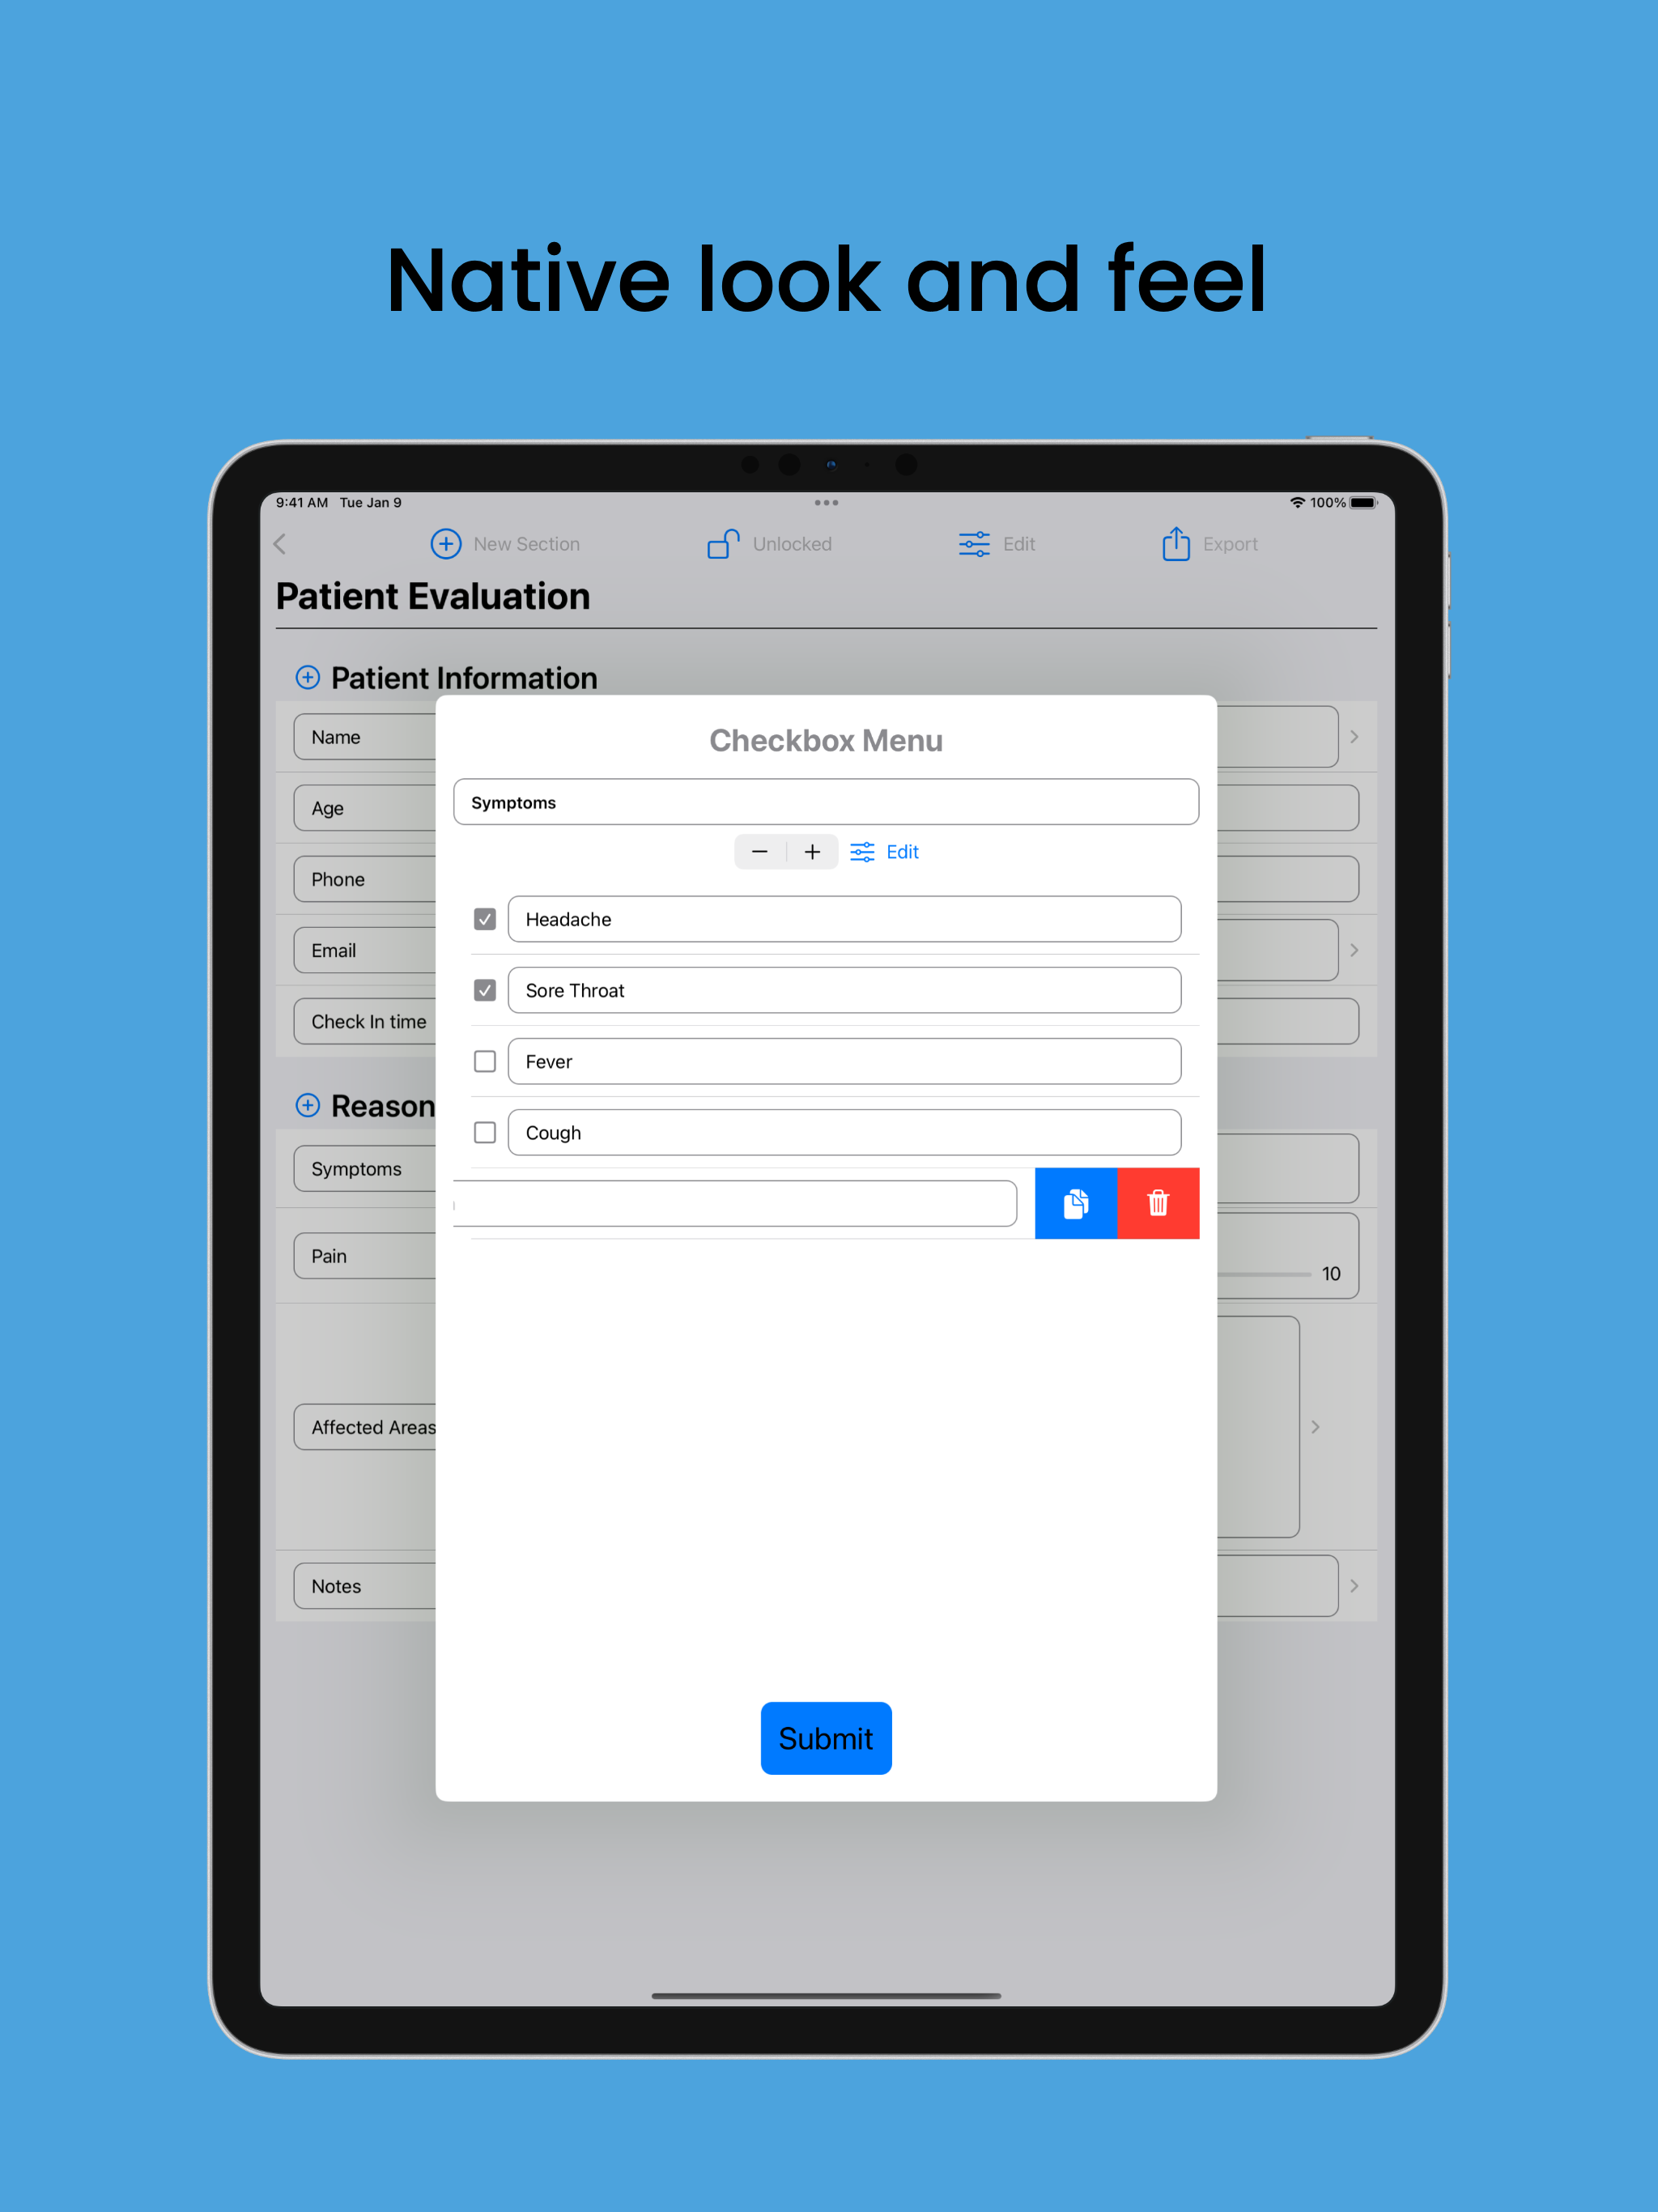 Native look and feel
9:41 AM Tue Jan 9
100%
New Section
Unlocked
Edit
Export
Patient Evaluation
Patient Information
Name
Age
Phone
Email
Check In time
Reason
Symptoms
Pain
10
Affected Areas
Notes
Checkbox Menu
Symptoms
Edit
Headache
Sore Throat
Fever
Cough
Submit